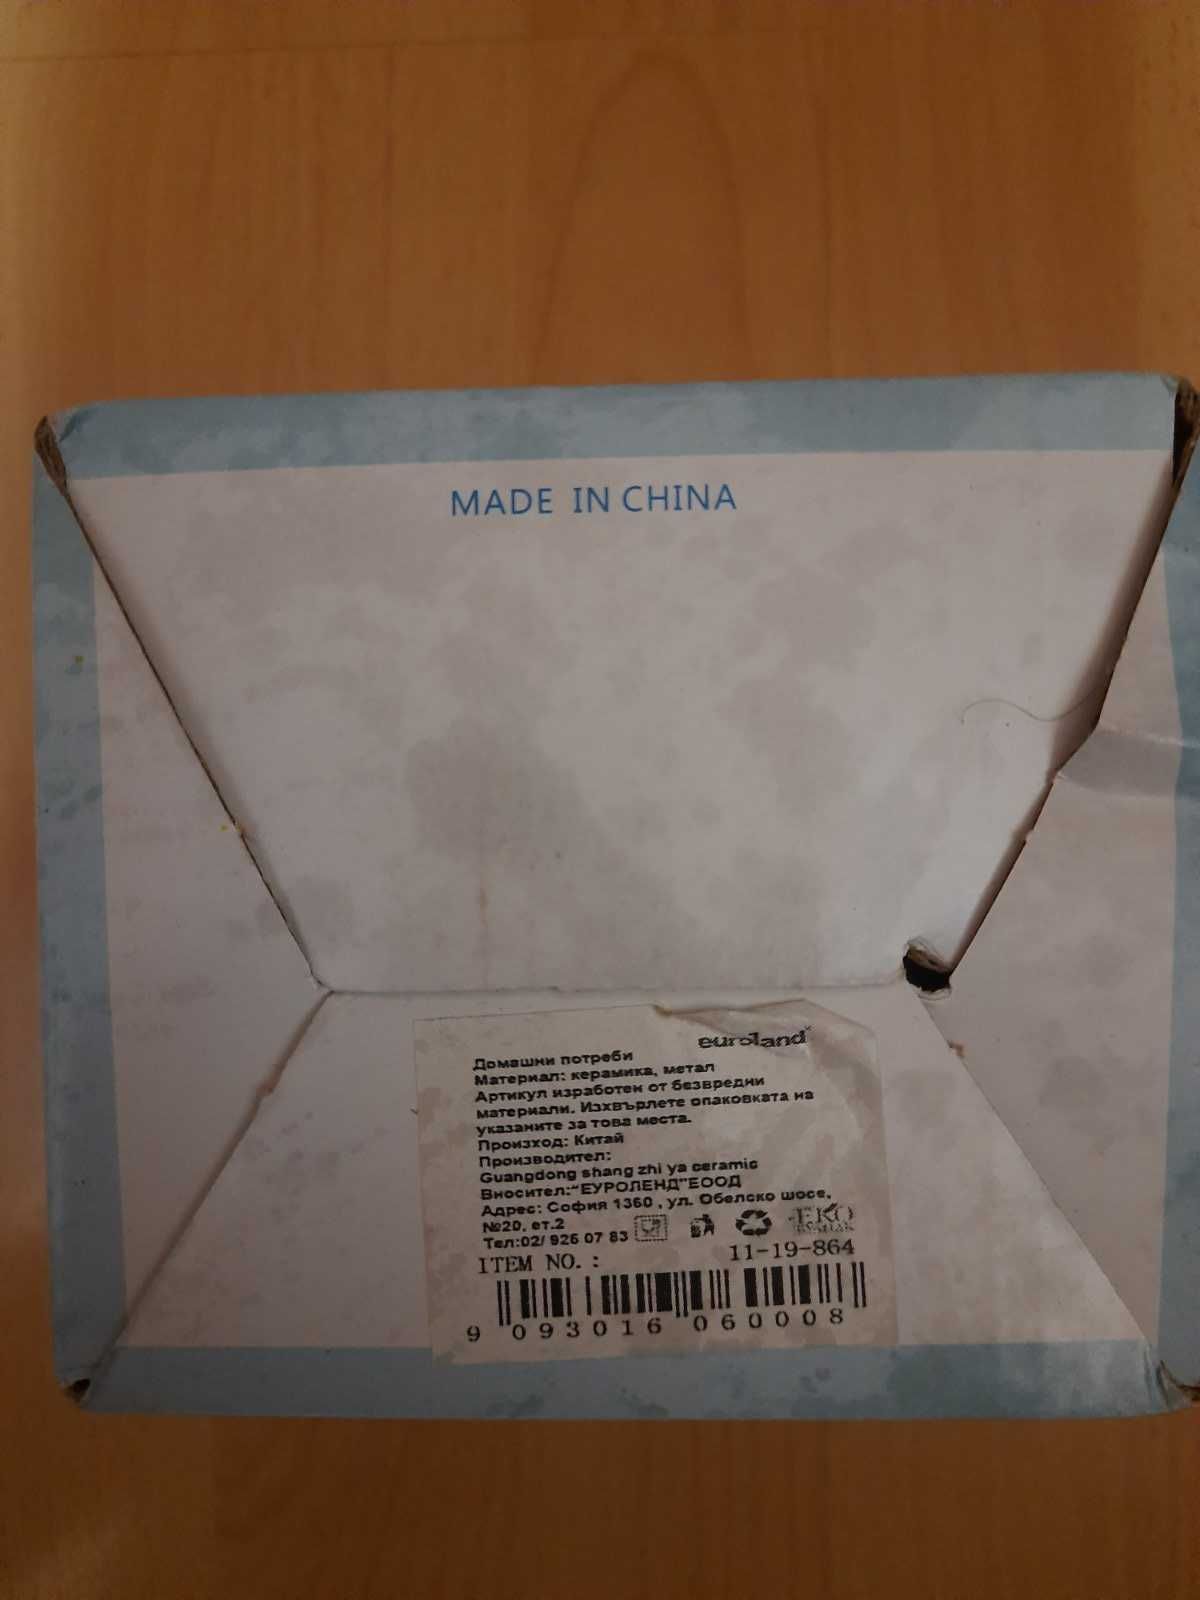 MADE IN CHINA
euroland
Домашни потреби
Материал: керамика, метал
Артикул изработен от безвредни
материали. Изхвърлете опаковката на
указаните за това места.
Произход: Китай
Производител:
Guangdong shang zhi ya ceramic
Вносител:"ЕУРОЛЕНД"ЕООД
Адрес: София 1360 , ул. Обелско шосе,
№20, ет.2
Тел:02/ 926 07 83
ЕКО
ITEM NO. : 11-19-864
9 093016 060008